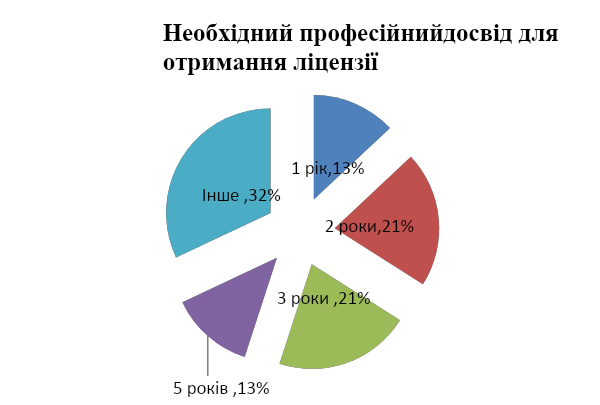 Необхідний професійнийдосвід для
отримання ліцензії
1 рік,13%
2 роки,21%
3 роки ,21%
5 років ,13%
Інше ,32%